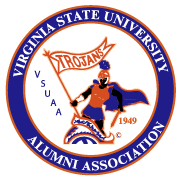 VIRGINIA STATE UNIVERSITY
TROJANS
VSUAA
1949
©
ALUMNI ASSOCIATION